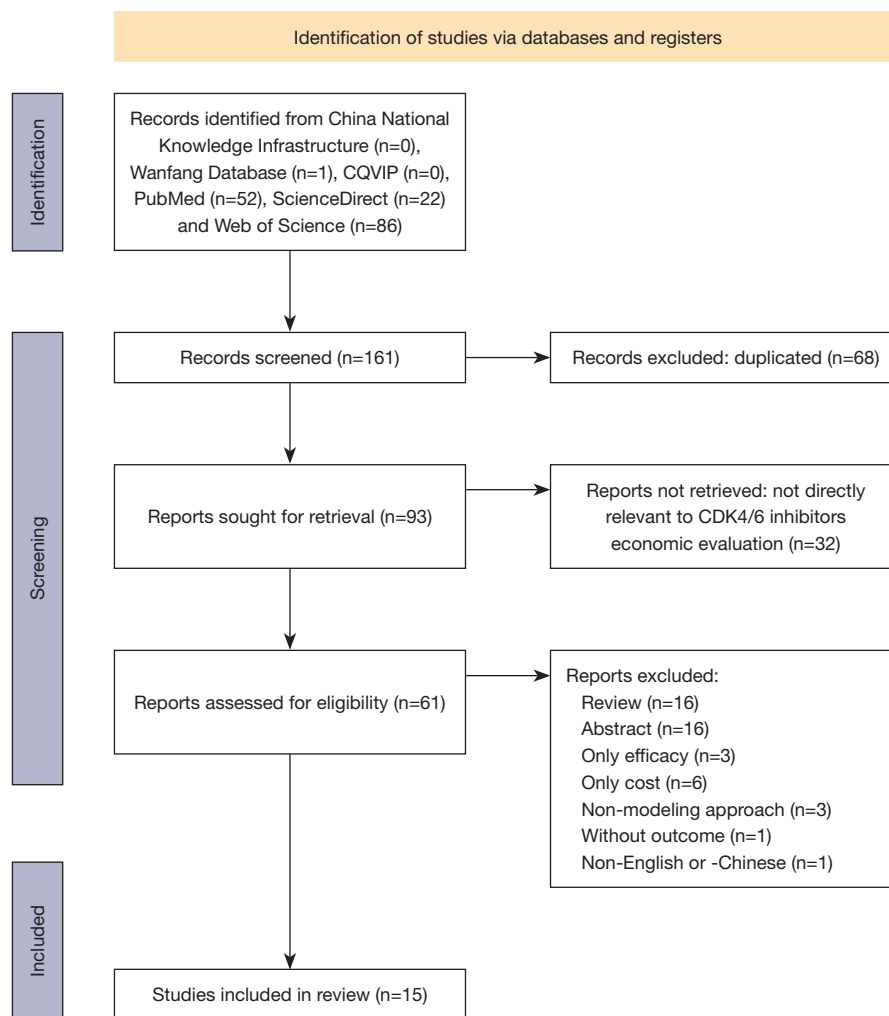 Identification of studies via databases and registers
Identification
Records identified from China National
Knowledge Infrastructure (n=0),
Wanfang Database (n=1), CQVIP (n=0),
PubMed (n=52), ScienceDirect (n=22)
and Web of Science (n=86)
Screening
Records screened (n=161)
Records excluded: duplicated (n=68)
Reports sought for retrieval (n=93)
Reports not retrieved: not directly
relevant to CDK4/6 inhibitors
economic evaluation (n=32)
Reports assessed for eligibility (n=61)
Reports excluded:
Review (n=16)
Abstract (n=16)
Only efficacy (n=3)
Only cost (n=6)
Non-modeling approach (n=3)
Without outcome (n=1)
Non-English or -Chinese (n=1)
Included
Studies included in review (n=15)